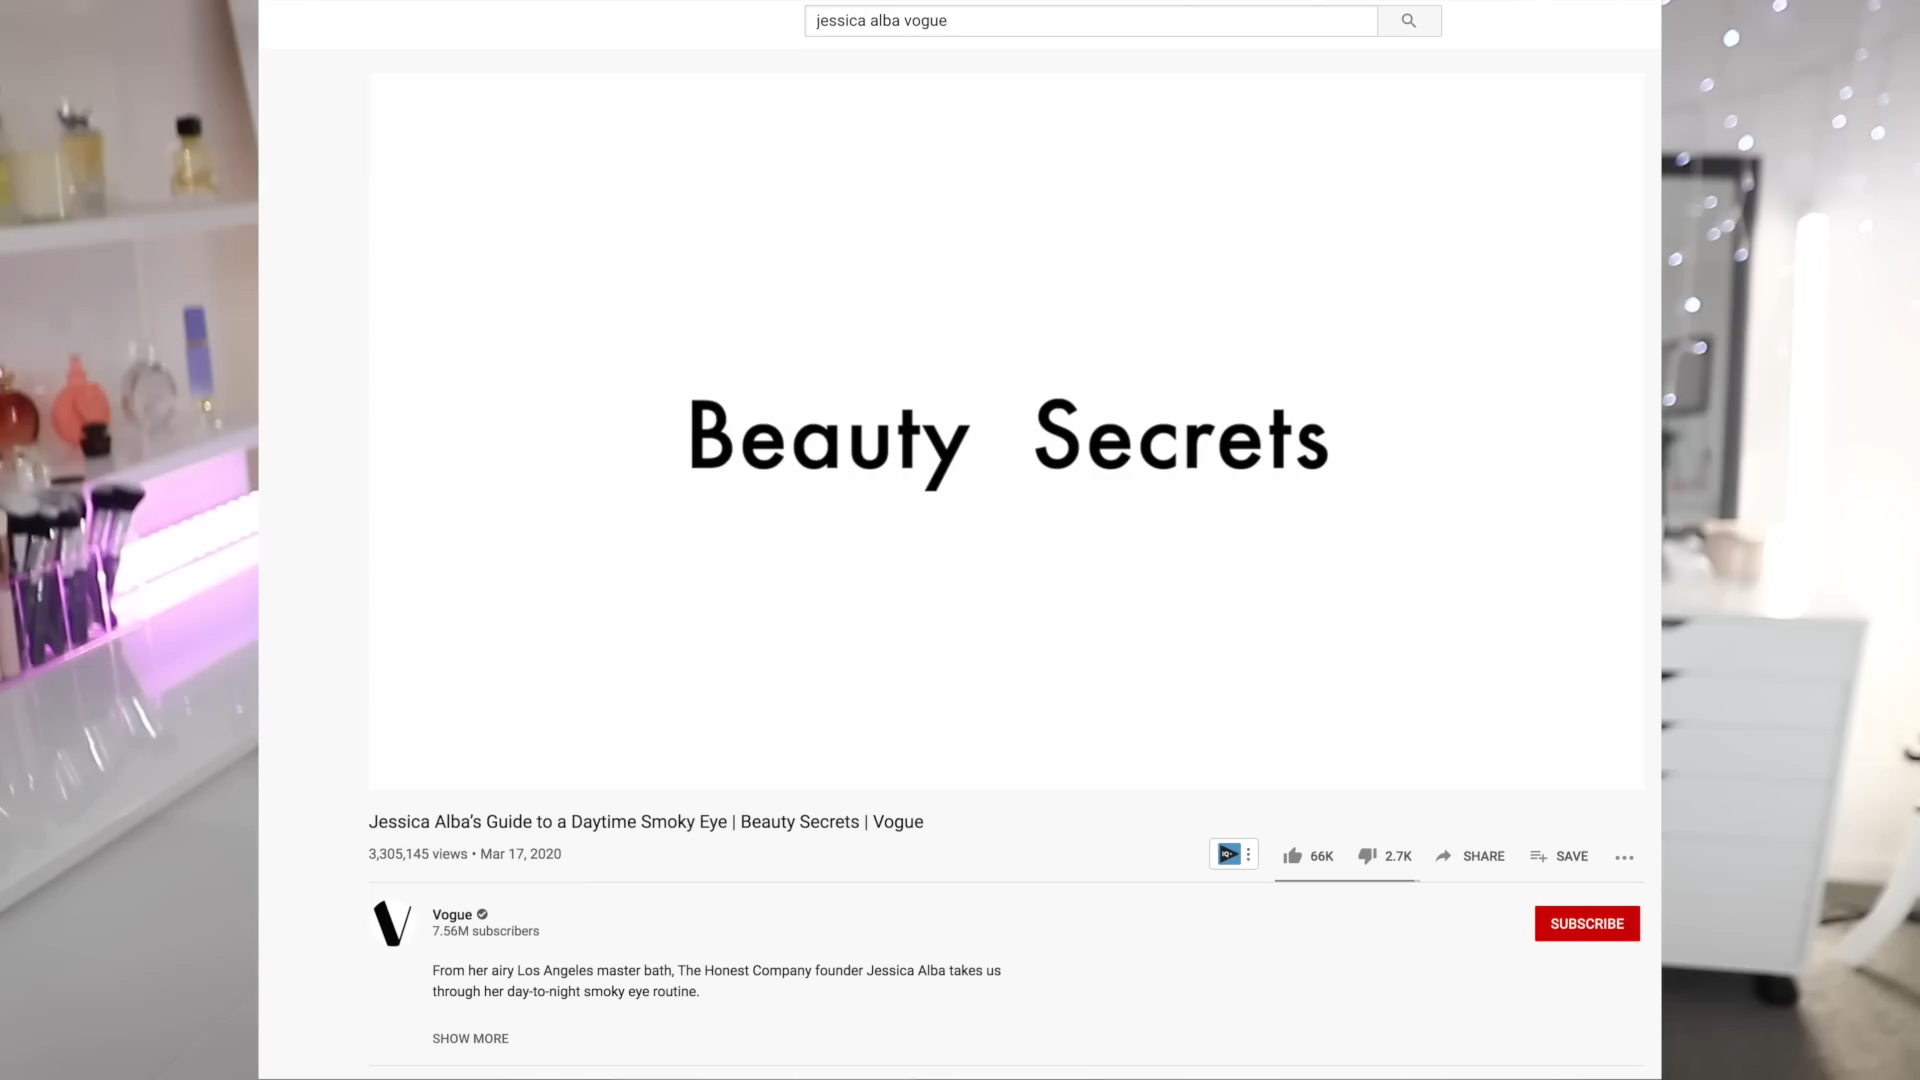 jessica alba vogue
Beauty Secrets
Jessica Alba’s Guide to a Daytime Smoky Eye | Beauty Secrets | Vogue
3,305,145 views • Mar 17, 2020
IQ+
66K
2.7K
SHARE
SAVE
Vogue
7.56M subscribers
SUBSCRIBE
From her airy Los Angeles master bath, The Honest Company founder Jessica Alba takes us
through her day-to-night smoky eye routine.
SHOW MORE